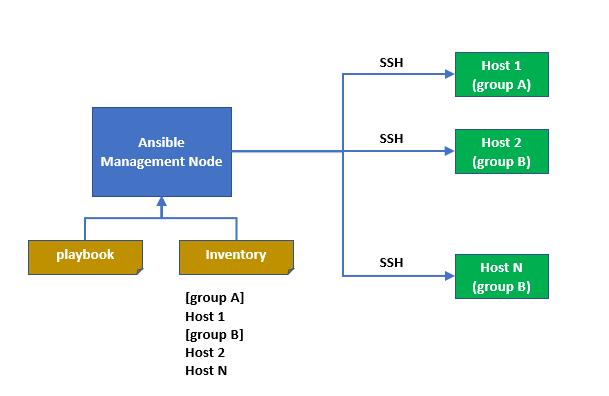 SSH
Host 1
(group A)
Ansible
Management Node
SSH
Host 2
(group B)
playbook
Inventory
SSH
Host N
(group B)
[group A]
Host 1
[group B]
Host 2
Host N